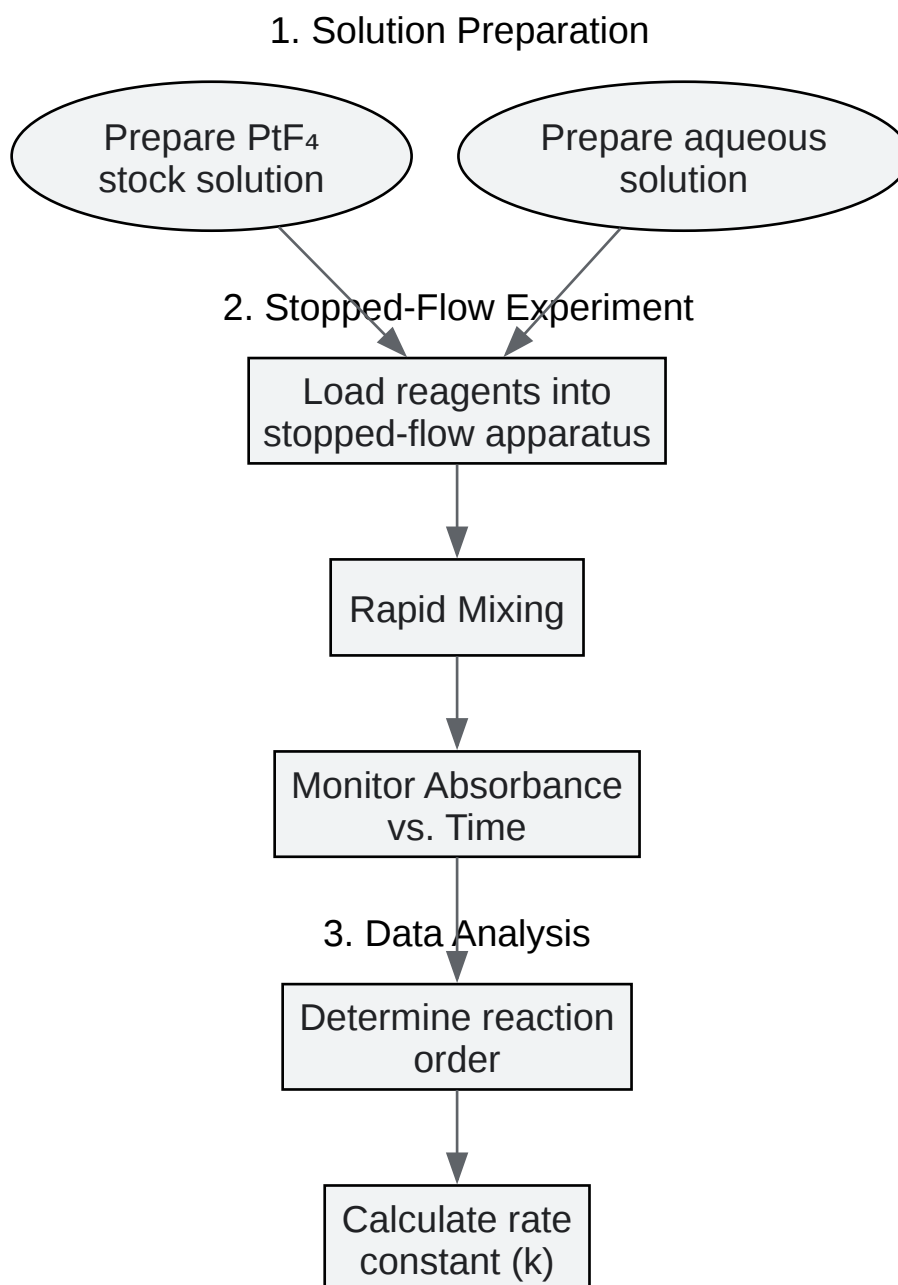 1. Solution Preparation
Prepare PtF₄
stock solution
Prepare aqueous
solution
2. Stopped-Flow Experiment
Load reagents into
stopped-flow apparatus
Rapid Mixing
Monitor Absorbance
vs. Time
3. Data Analysis
Determine reaction
order
Calculate rate
constant (k)